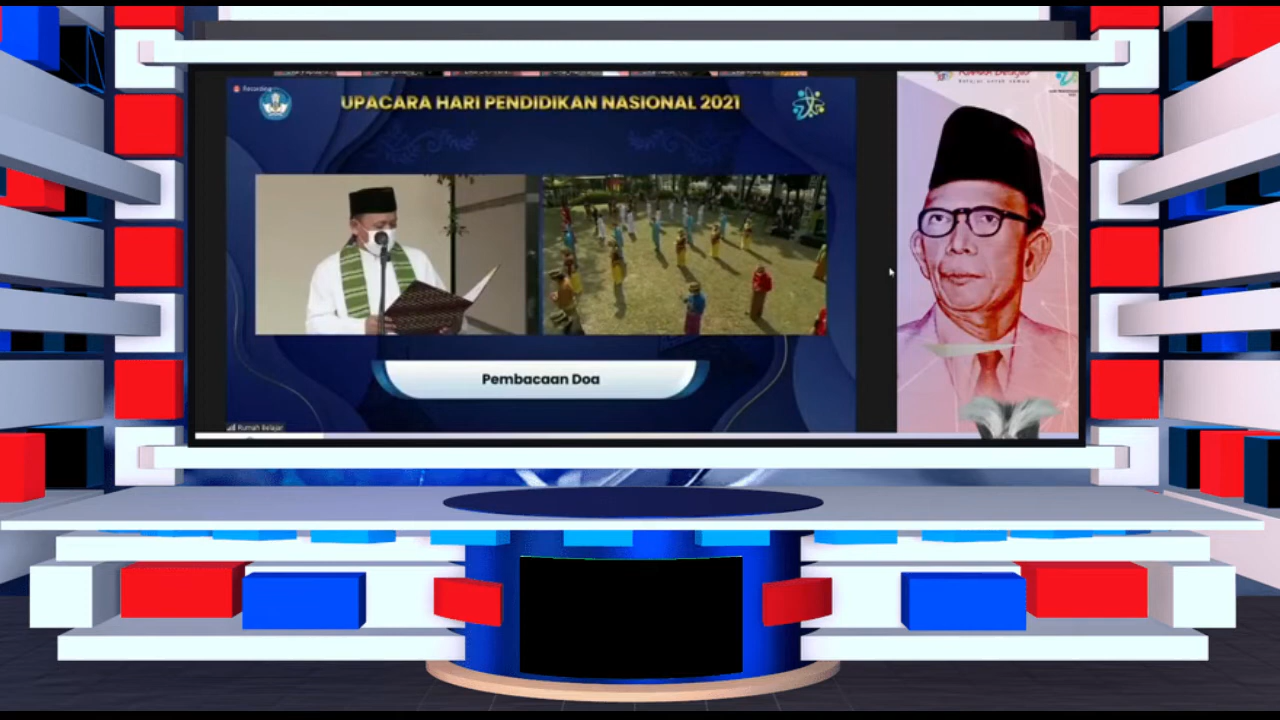 Recording
UPACARA HARI PENDIDIKAN NASIONAL 2021
Pembacaan Doa
Rumah Belajar